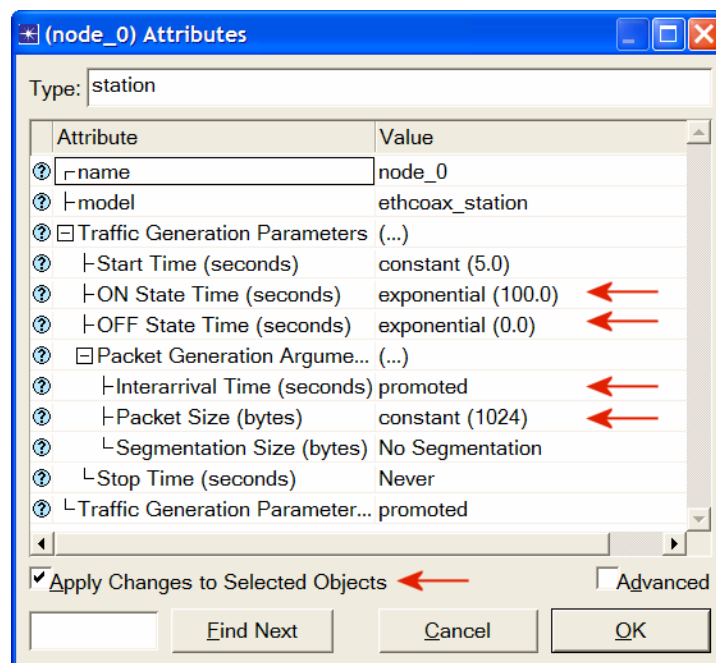 (node_0) Attributes
Type: station
Attribute Value
name node_0
model ethcoax_station
Traffic Generation Parameters (...)
Start Time (seconds) constant (5.0)
ON State Time (seconds) exponential (100.0)
OFF State Time (seconds) exponential (0.0)
Packet Generation Argume... (...)
Interarrival Time (seconds) promoted
Packet Size (bytes) constant (1024)
Segmentation Size (bytes) No Segmentation
Stop Time (seconds) Never
Traffic Generation Parameter... promoted
Apply Changes to Selected Objects Advanced
Find Next Cancel OK